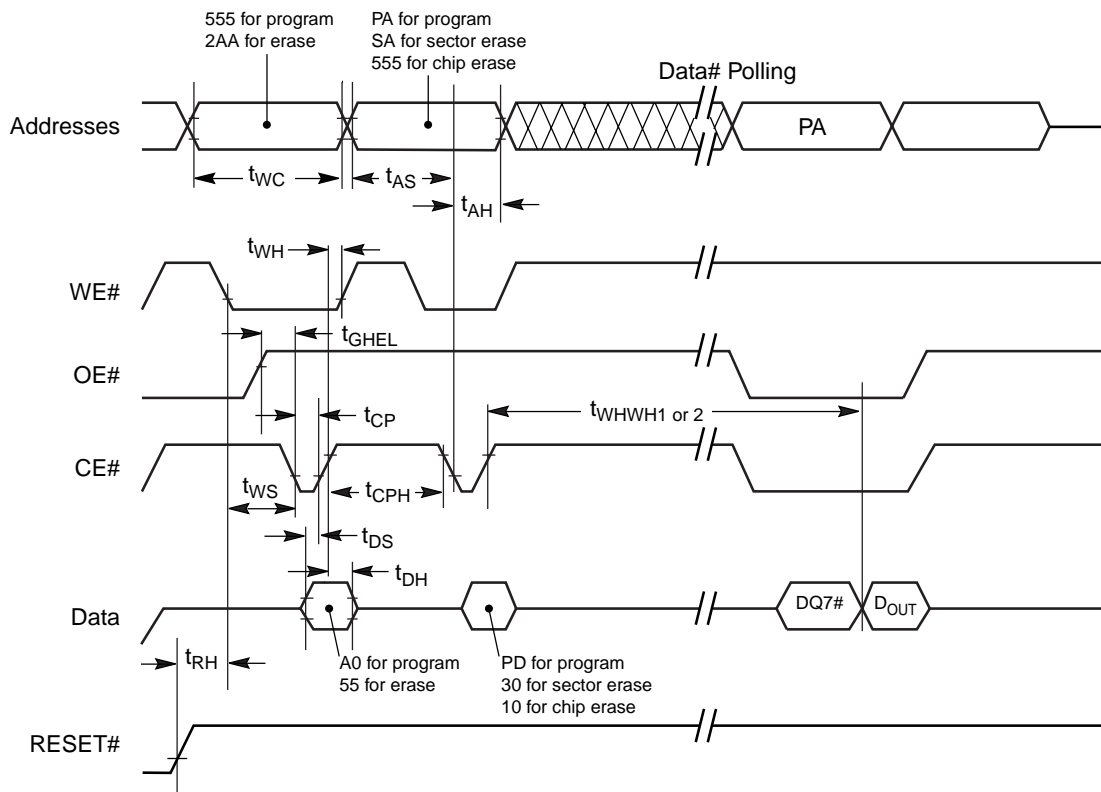 555 for program
2AA for erase
PA for program
SA for sector erase
555 for chip erase
Data# Polling
Addresses
PA
tWC
tAS
tAH
tWH
WE#
tGHEL
OE#
tWHWH1 or 2
tCP
CE#
tWS
tCPH
tDS
tDH
Data
DQ7#
DOUT
tRH
A0 for program
55 for erase
PD for program
30 for sector erase
10 for chip erase
RESET#